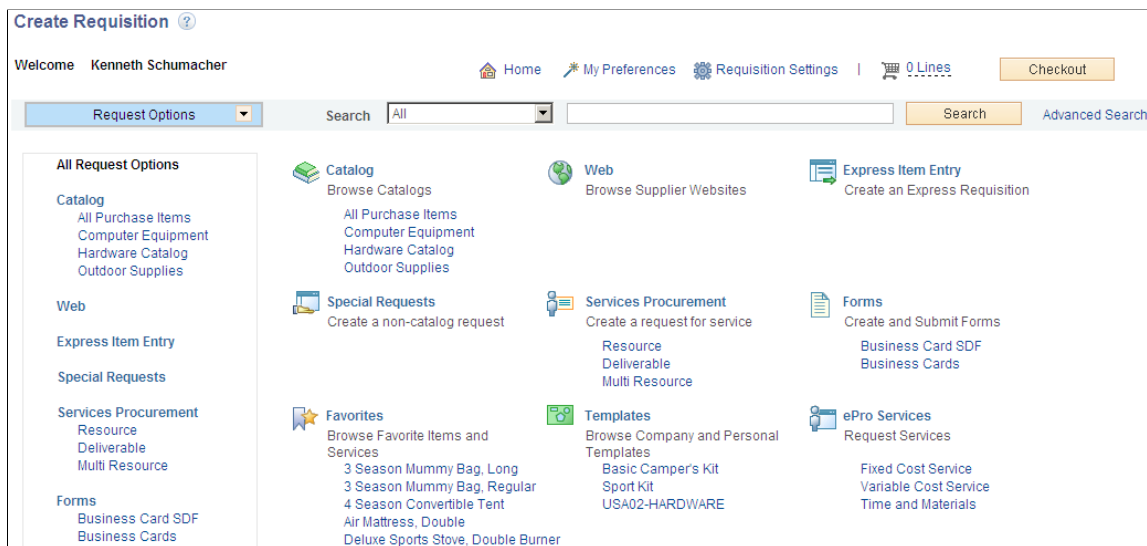 Create Requisition ?
Welcome Kenneth Schumacher
Home My Preferences Requisition Settings | 0 Lines Checkout
Request Options Search All Search Advanced Search
All Request Options
Catalog
All Purchase Items
Computer Equipment
Hardware Catalog
Outdoor Supplies
Web
Express Item Entry
Special Requests
Services Procurement
Resource
Deliverable
Multi Resource
Forms
Business Card SDF
Business Cards
Catalog
Browse Catalogs
All Purchase Items
Computer Equipment
Hardware Catalog
Outdoor Supplies
Web
Browse Supplier Websites
Express Item Entry
Create an Express Requisition
Special Requests
Create a non-catalog request
Services Procurement
Create a request for service
Resource
Deliverable
Multi Resource
Forms
Create and Submit Forms
Business Card SDF
Business Cards
Favorites
Browse Favorite Items and
Services
3 Season Mummy Bag, Long
3 Season Mummy Bag, Regular
4 Season Convertible Tent
Air Mattress, Double
Deluxe Sports Stove, Double Burner
Templates
Browse Company and Personal
Templates
Basic Camper's Kit
Sport Kit
USA02-HARDWARE
ePro Services
Request Services
Fixed Cost Service
Variable Cost Service
Time and Materials